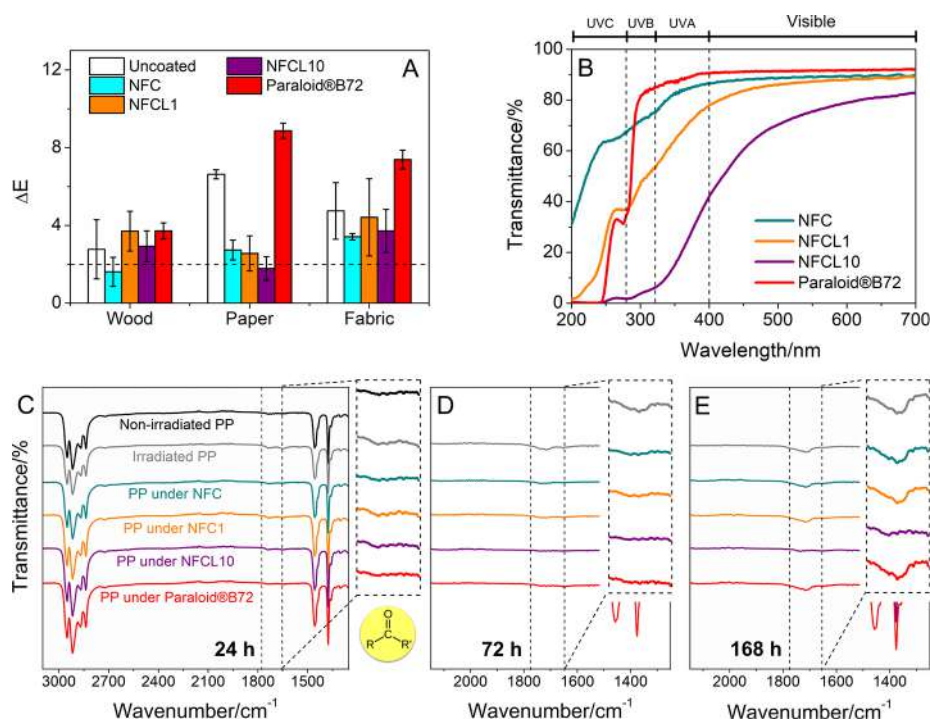 A
Uncoated
NFC
NFCL1
NFCL10
Paraloid®B72
ΔE
12
8
4
0
Wood
Paper
Fabric
UVC
UVB
UVA
Visible
B
Transmittance/%
100
80
60
40
20
0
NFC
NFCL1
NFCL10
Paraloid®B72
200
300
400
500
600
700
Wavelength/nm
C
Transmittance/%
Non-irradiated PP
Irradiated PP
PP under NFC
PP under NFC1
PP under NFCL10
PP under Paraloid®B72
24 h
3000
2700
2400
2100
1800
1500
Wavenumber/cm-1
O
C
R
R'
D
72 h
2000
1800
1600
1400
Wavenumber/cm-1
E
168 h
2000
1800
1600
1400
Wavenumber/cm-1